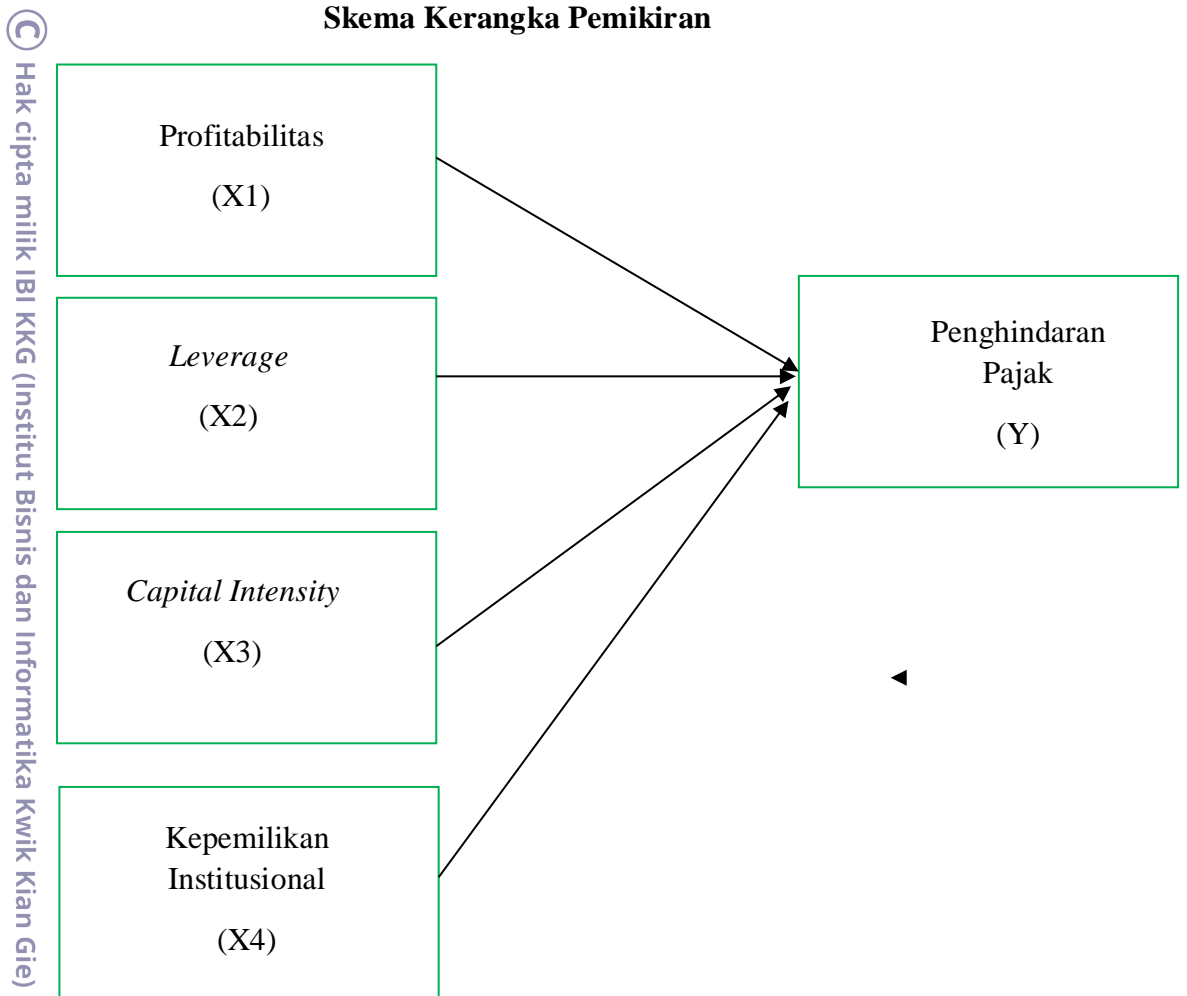 Skema Kerangka Pemikiran
© Hak cipta milik IBI KKG (Institut Bisnis dan Informatika Kwik Kian Gie)
Profitabilitas
(X1)
Leverage
(X2)
Capital Intensity
(X3)
Kepemilikan
Institusional
(X4)
Penghindaran
Pajak
(Y)